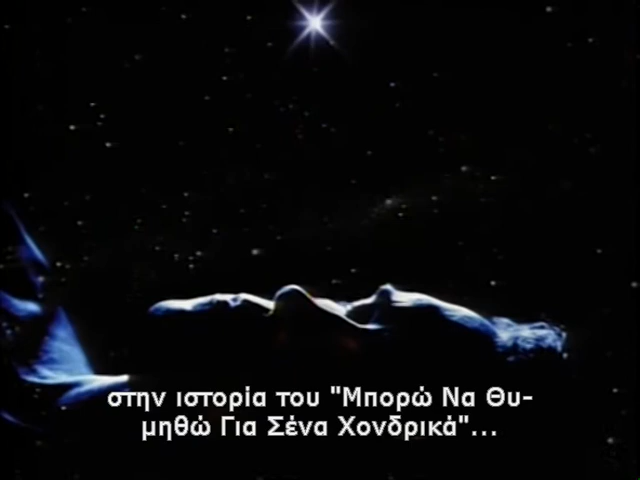 στην ιστορία του "Μπορώ Να Θυ-
μηθώ Για Σένα Χονδρικά"...